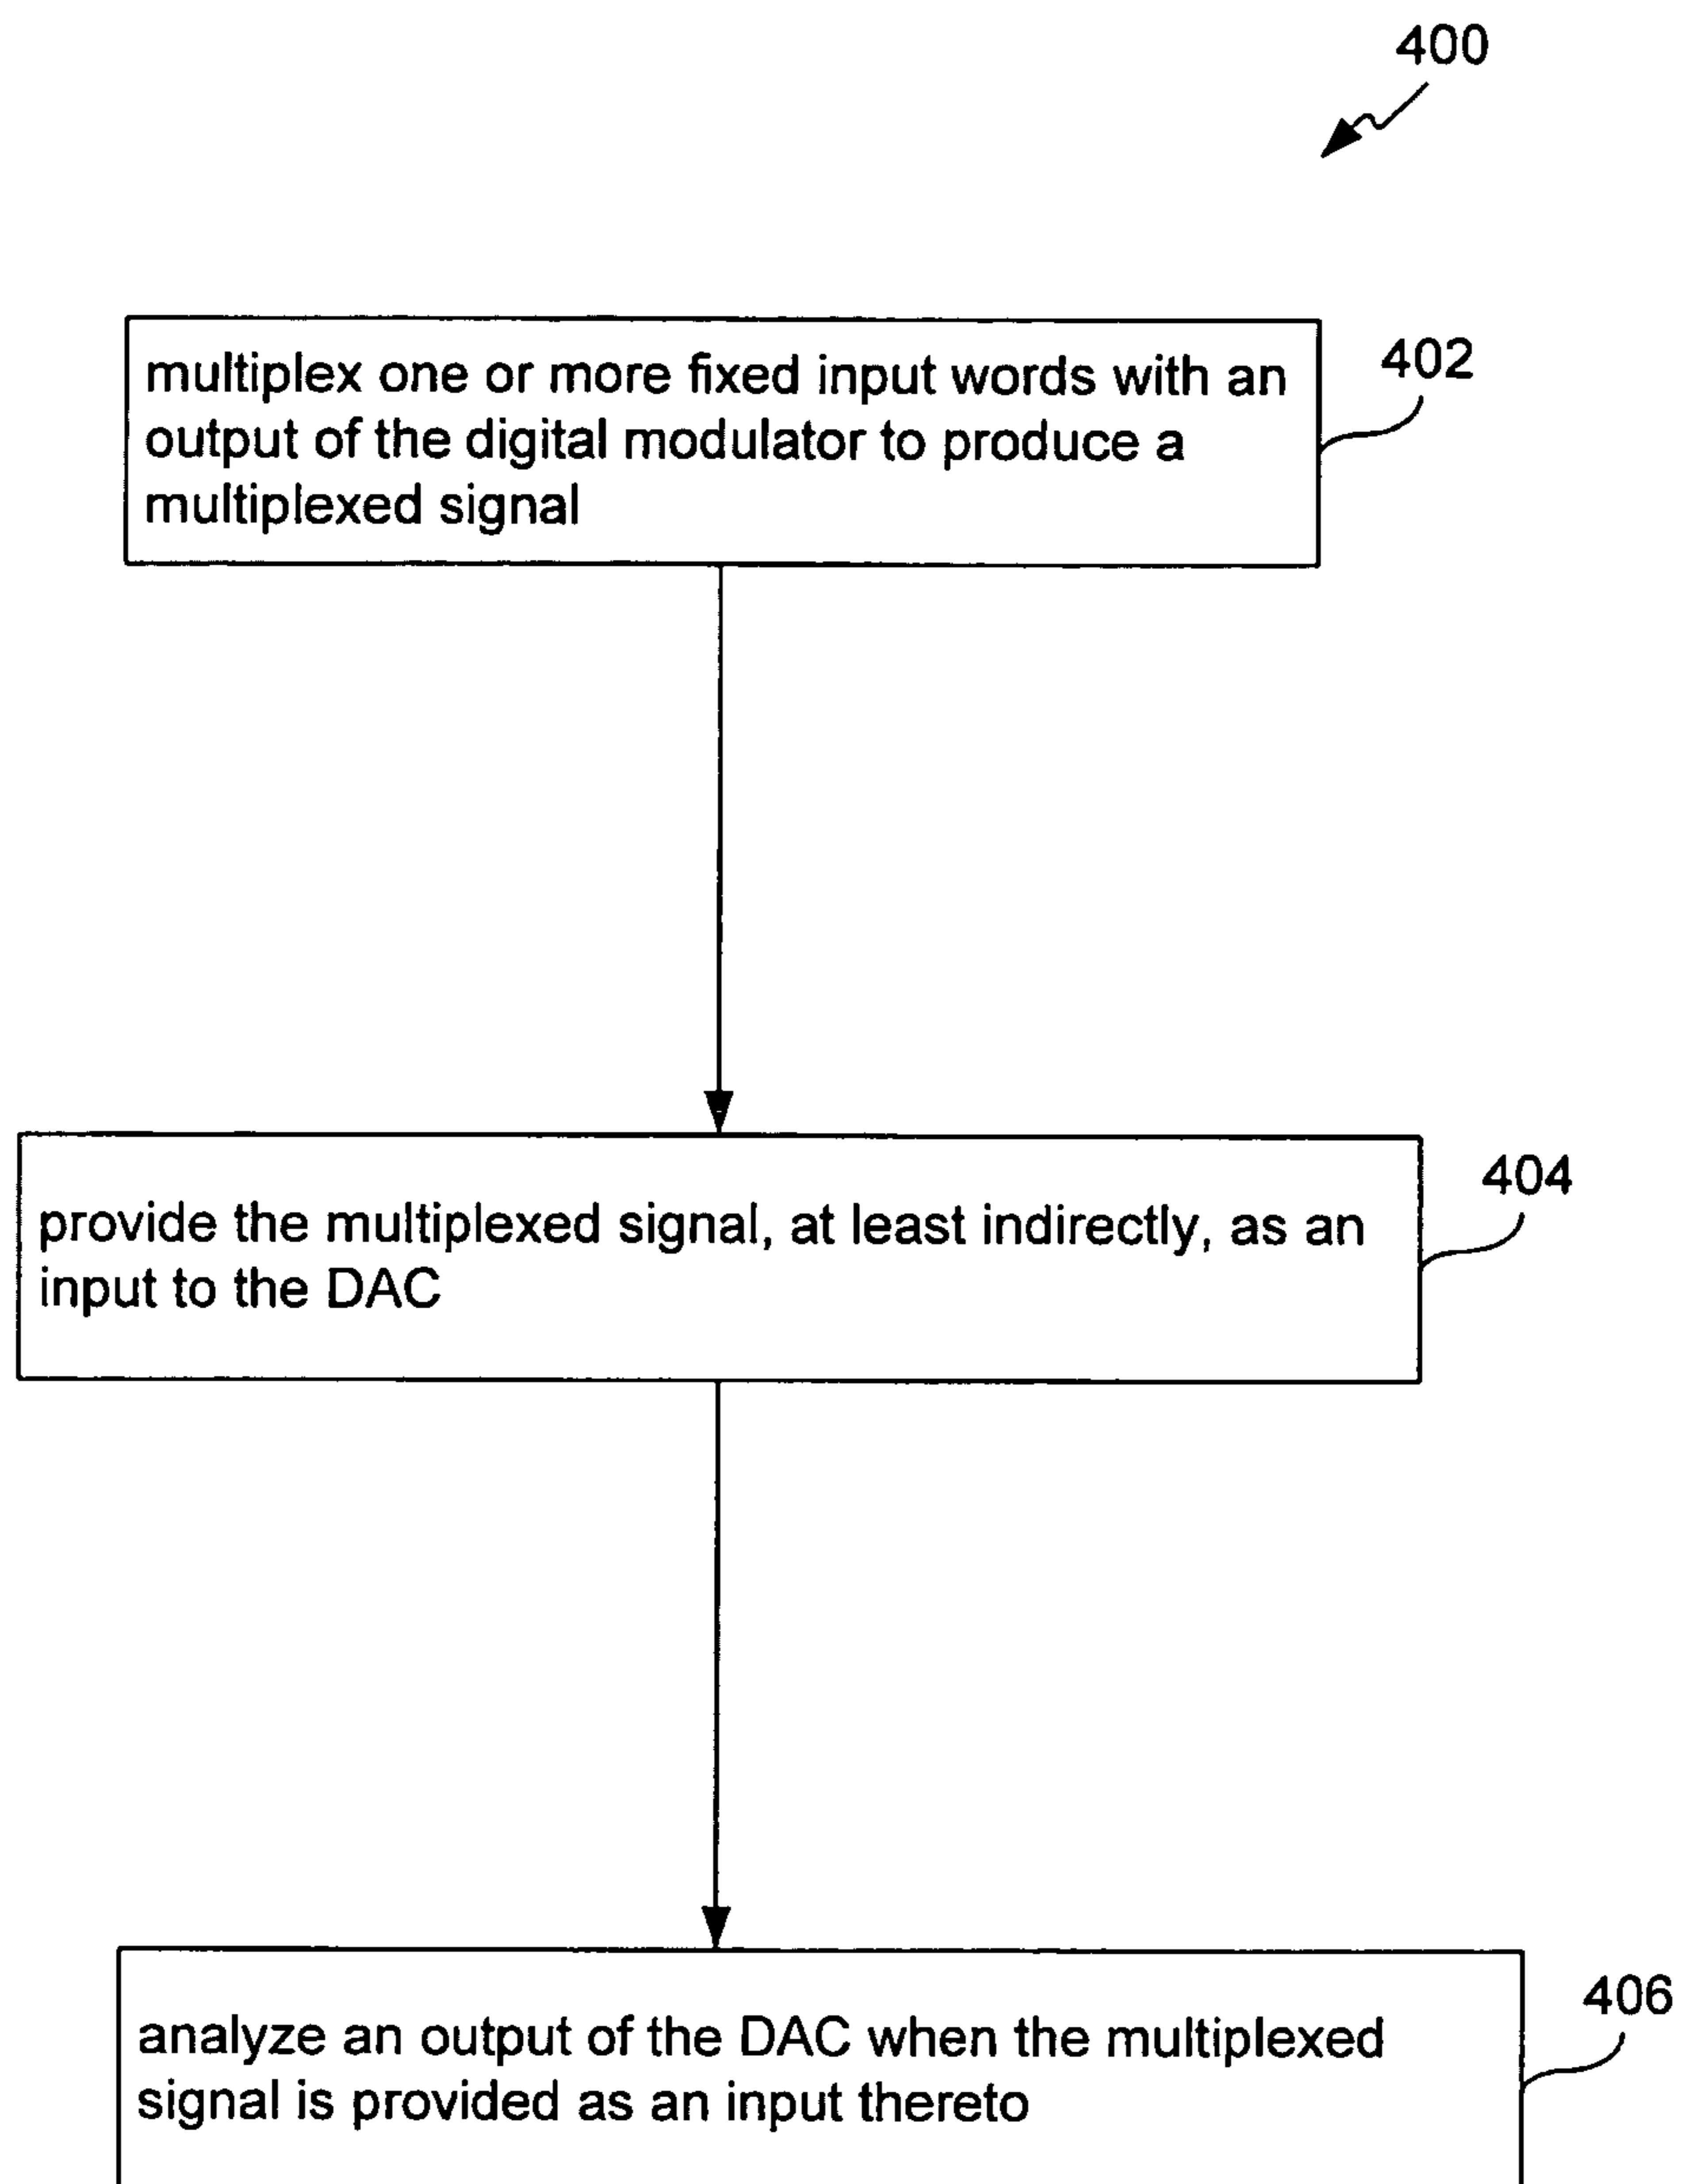 400
multiplex one or more fixed input words with an
output of the digital modulator to produce a
multiplexed signal
402
provide the multiplexed signal, at least indirectly, as an
input to the DAC
404
analyze an output of the DAC when the multiplexed
signal is provided as an input thereto
406